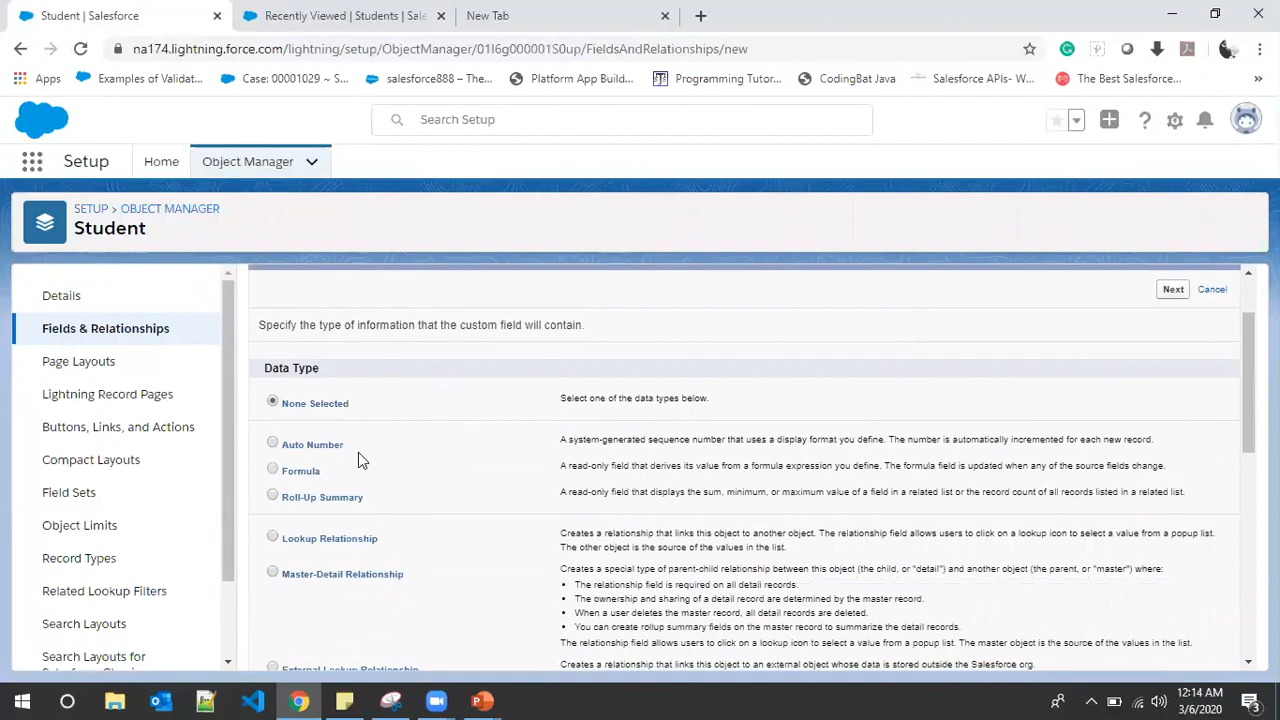 Student | Salesforce
Recently Viewed | Students | Sale
New Tab
na174.lightning.force.com/lightning/setup/ObjectManager/01I6g000001S0up/FieldsAndRelationships/new
Apps
Examples of Validat...
Case: 00001029 ~ S...
salesforce888 – The...
Platform App Build...
Programming Tutor...
CodingBat Java
Salesforce APIs- W...
The Best Salesforce...
Search Setup
Setup
Home
Object Manager
SETUP > OBJECT MANAGER
Student
Details
Fields & Relationships
Page Layouts
Lightning Record Pages
Buttons, Links, and Actions
Compact Layouts
Field Sets
Object Limits
Record Types
Related Lookup Filters
Search Layouts
Search Layouts for
Next Cancel
Specify the type of information that the custom field will contain.
Data Type
None Selected
Select one of the data types below.
Auto Number
A system-generated sequence number that uses a display format you define. The number is automatically incremented for each new record.
Formula
A read-only field that derives its value from a formula expression you define. The formula field is updated when any of the source fields change.
Roll-Up Summary
A read-only field that displays the sum, minimum, or maximum value of a field in a related list or the record count of all records listed in a related list.
Lookup Relationship
Creates a relationship that links this object to another object. The relationship field allows users to click on a lookup icon to select a value from a popup list.
The other object is the source of the values in the list.
Master-Detail Relationship
Creates a special type of parent-child relationship between this object (the child, or "detail") and another object (the parent, or "master") where:
• The relationship field is required on all detail records.
• The ownership and sharing of a detail record are determined by the master record.
• When a user deletes the master record, all detail records are deleted.
• You can create rollup summary fields on the master record to summarize the detail records.
The relationship field allows users to click on a lookup icon to select a value from a popup list. The master object is the source of the values in the list.
External Lookup Relationship
Creates a relationship that links this object to an external object whose data is stored outside the Salesforce org.
12:14 AM
3/6/2020
3